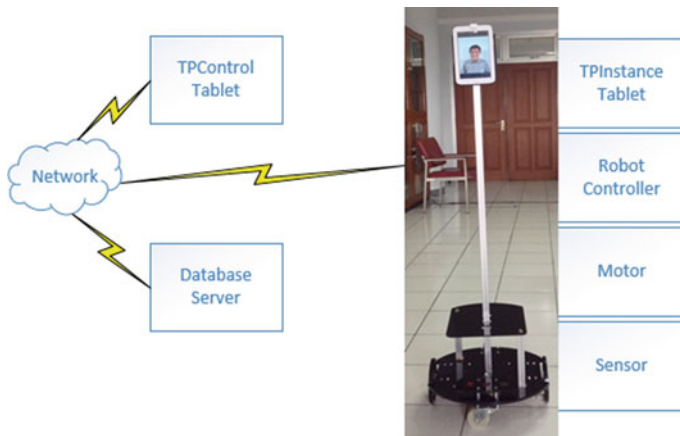 TPControl
Tablet
Network
Database
Server
TPInstance
Tablet
Robot
Controller
Motor
Sensor